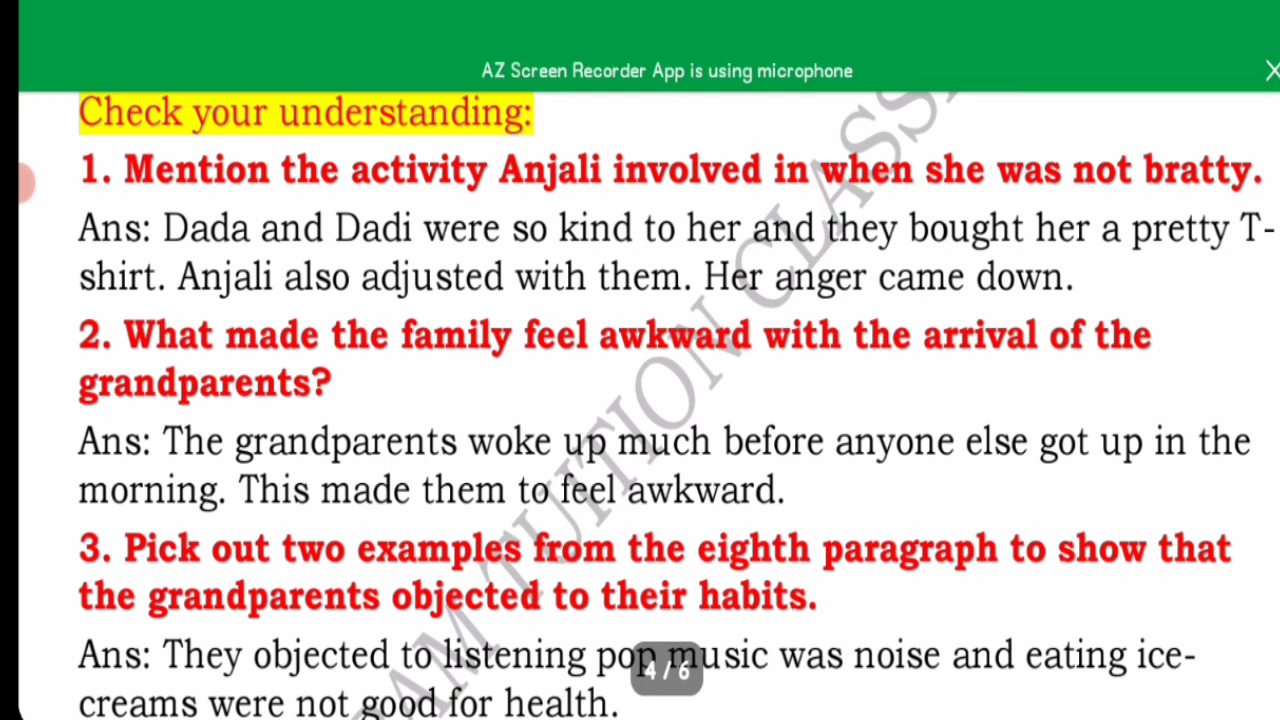 AZ Screen Recorder App is using microphone
Check your understanding:
1. Mention the activity Anjali involved in when she was not bratty.
Ans: Dada and Dadi were so kind to her and they bought her a pretty T-
shirt. Anjali also adjusted with them. Her anger came down.
2. What made the family feel awkward with the arrival of the
grandparents?
Ans: The grandparents woke up much before anyone else got up in the
morning. This made them to feel awkward.
3. Pick out two examples from the eighth paragraph to show that
the grandparents objected to their habits.
Ans: They objected to listening pop music was noise and eating ice-
creams were not good for health.
4 / 6
AM TUITION CLASS